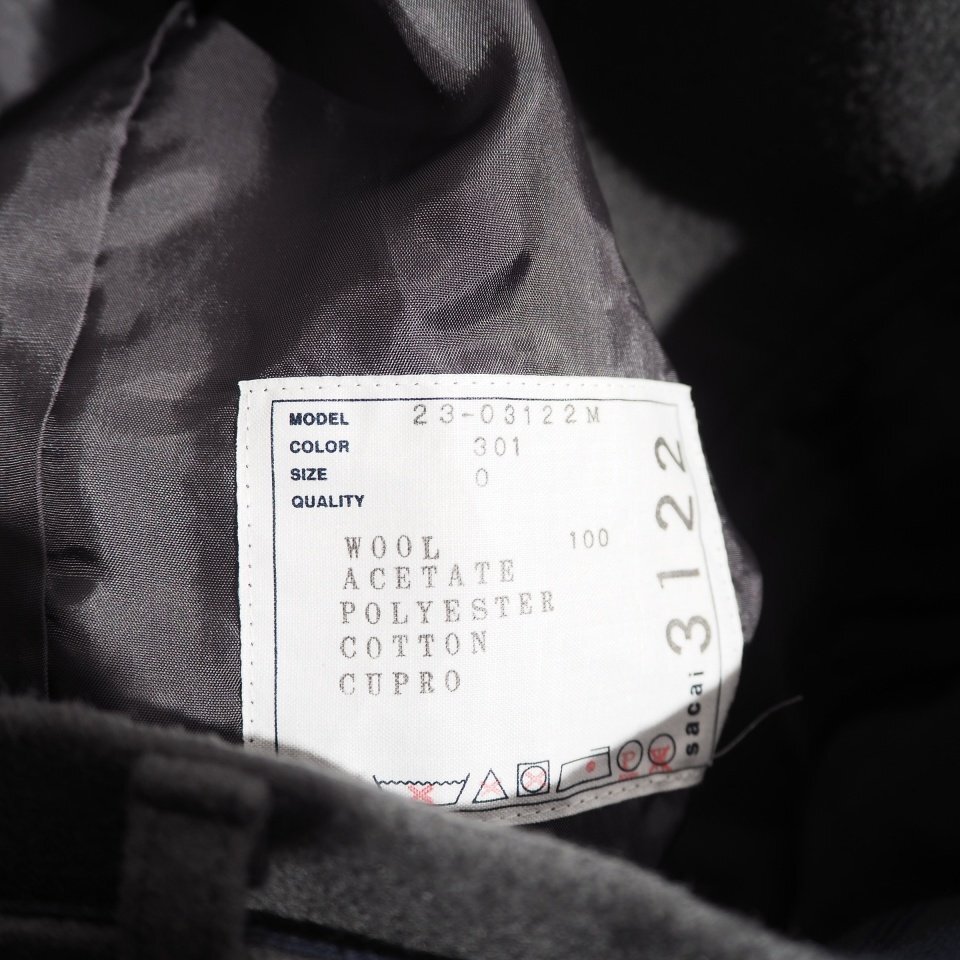 MODEL 23-03122M
COLOR 301
SIZE 0
QUALITY
WOOL 100
ACETATE
POLYESTER
COTTON
CUPRO
sacai 3122